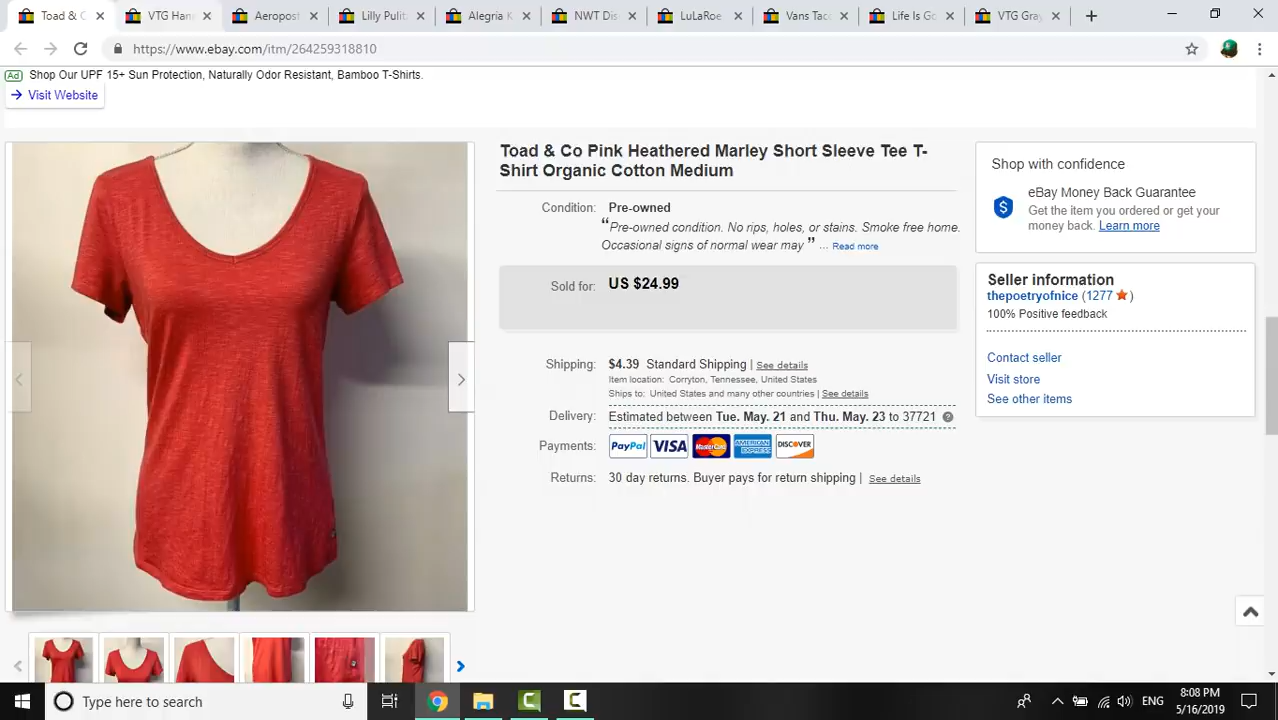 Toad & C
VTG Han
Aeropost
Lilly Pulit
Alegria K
NWT Dis
LuLaRoe
Vans Tacc
Life Is Go
VTG Gray
https://www.ebay.com/itm/264259318810
Ad Shop Our UPF 15+ Sun Protection, Naturally Odor Resistant, Bamboo T-Shirts.
Visit Website
Toad & Co Pink Heathered Marley Short Sleeve Tee T-
Shirt Organic Cotton Medium
Condition: Pre-owned
“Pre-owned condition. No rips, holes, or stains. Smoke free home.
Occasional signs of normal wear may ” ... Read more
Sold for: US $24.99
Shipping: $4.39 Standard Shipping | See details
Item location: Corryton, Tennessee, United States
Ships to: United States and many other countries | See details
Delivery: Estimated between Tue. May. 21 and Thu. May. 23 to 37721
Payments: PayPal VISA MasterCard AMERICAN EXPRESS DISCOVER
Returns: 30 day returns. Buyer pays for return shipping | See details
Shop with confidence
eBay Money Back Guarantee
Get the item you ordered or get your
money back. Learn more
Seller information
thepoetryofnice (1277 )
100% Positive feedback
Contact seller
Visit store
See other items
Type here to search
ENG
8:08 PM
5/16/2019